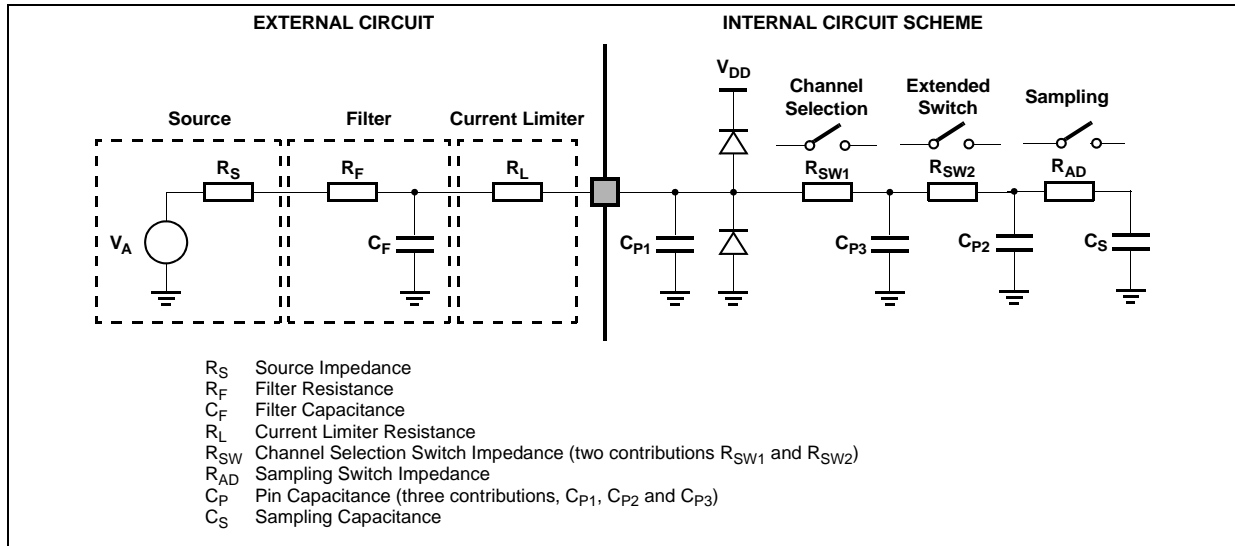 EXTERNAL CIRCUIT
INTERNAL CIRCUIT SCHEME
VDD
Channel
Selection
Extended
Switch
Sampling
Source
Filter
Current Limiter
RS
RF
RL
RSW1
RSW2
RAD
VA
CF
CP1
CP3
CP2
CS
RS Source Impedance
RF Filter Resistance
CF Filter Capacitance
RL Current Limiter Resistance
RSW Channel Selection Switch Impedance (two contributions RSW1 and RSW2)
RAD Sampling Switch Impedance
CP Pin Capacitance (three contributions, CP1, CP2 and CP3)
CS Sampling Capacitance